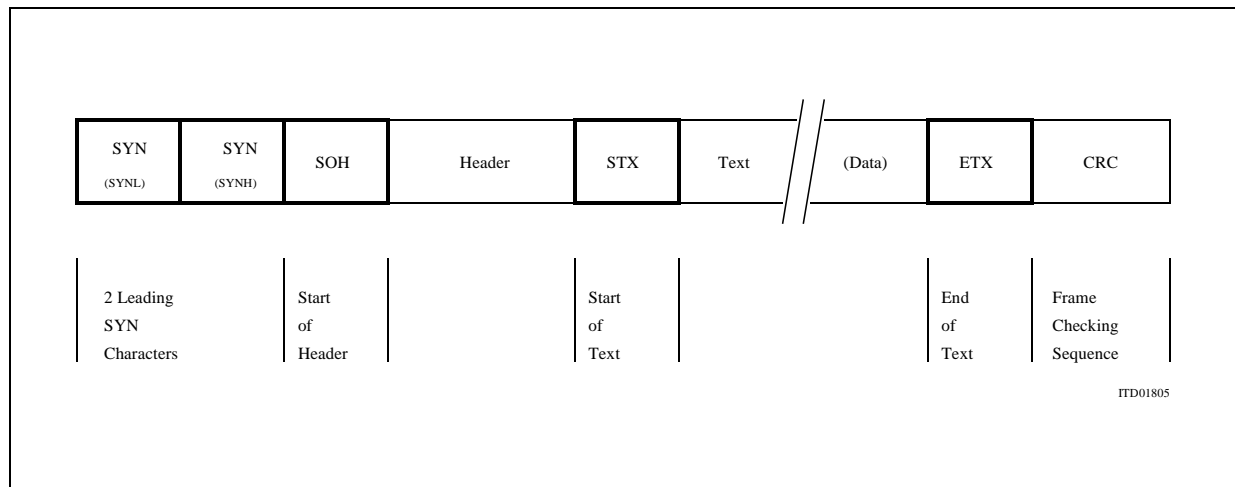 SYN SYN SOH Header STX Text (Data) ETX CRC
(SYNL) (SYNH)
2 Leading Start Start End Frame
SYN of of of Checking
Characters Header Text Text Sequence
ITD01805